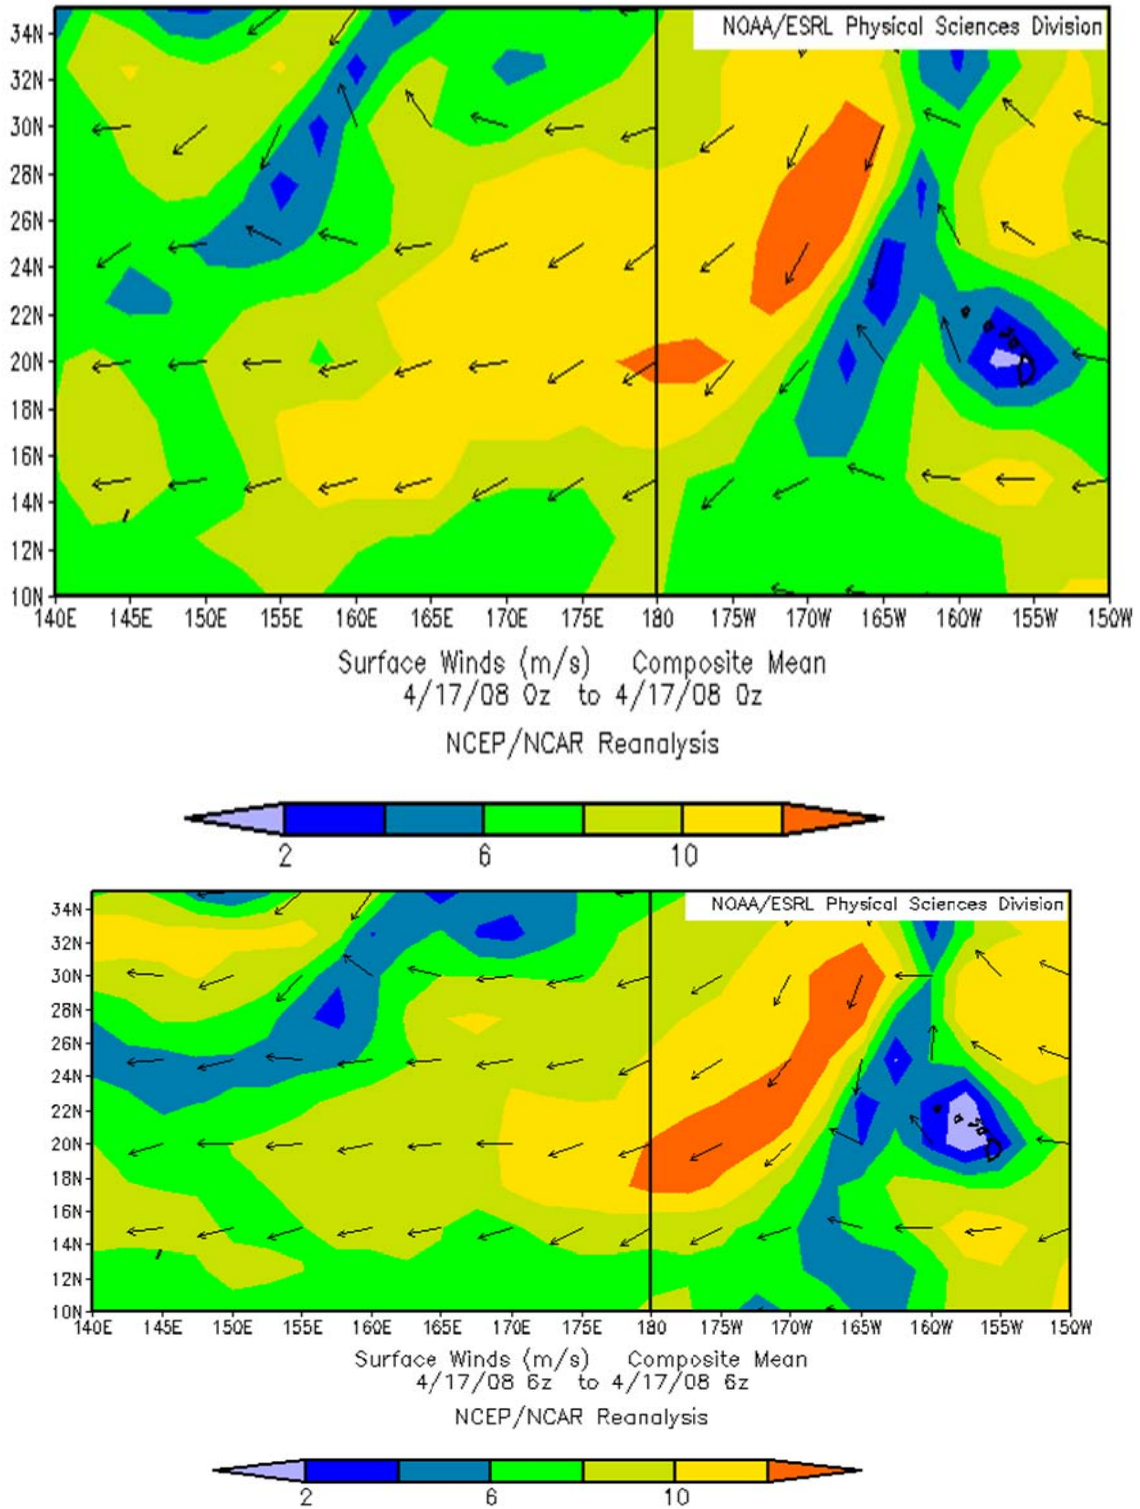 NOAA/ESRL Physical Sciences Division
34N
32N
30N
28N
26N
24N
22N
20N
18N
16N
14N
12N
10N
140E 145E 150E 155E 160E 165E 170E 175E 180 175W 170W 165W 160W 155W 150W
Surface Winds (m/s) Composite Mean
4/17/08 0z to 4/17/08 0z
NCEP/NCAR Reanalysis
2 6 10
NOAA/ESRL Physical Sciences Division
34N
32N
30N
28N
26N
24N
22N
20N
18N
16N
14N
12N
10N
140E 145E 150E 155E 160E 165E 170E 175E 180 175W 170W 165W 160W 155W 150W
Surface Winds (m/s) Composite Mean
4/17/08 6z to 4/17/08 6z
NCEP/NCAR Reanalysis
2 6 10